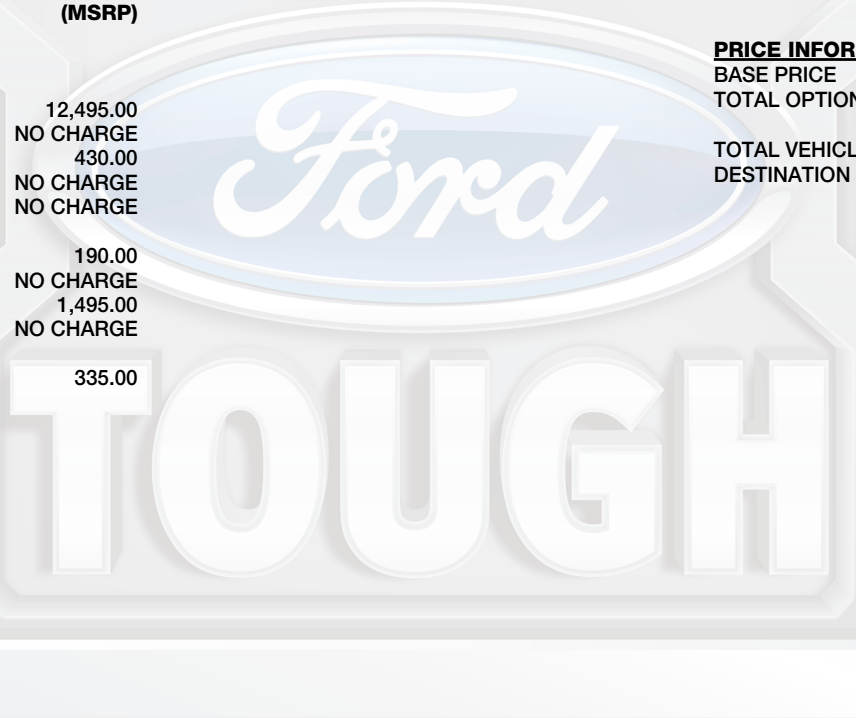 (MSRP)
12,495.00
NO CHARGE
430.00
NO CHARGE
NO CHARGE
190.00
NO CHARGE
1,495.00
NO CHARGE
335.00
PRICE INFOR
BASE PRICE
TOTAL OPTION
TOTAL VEHICL
DESTINATION
Ford
TOUGH